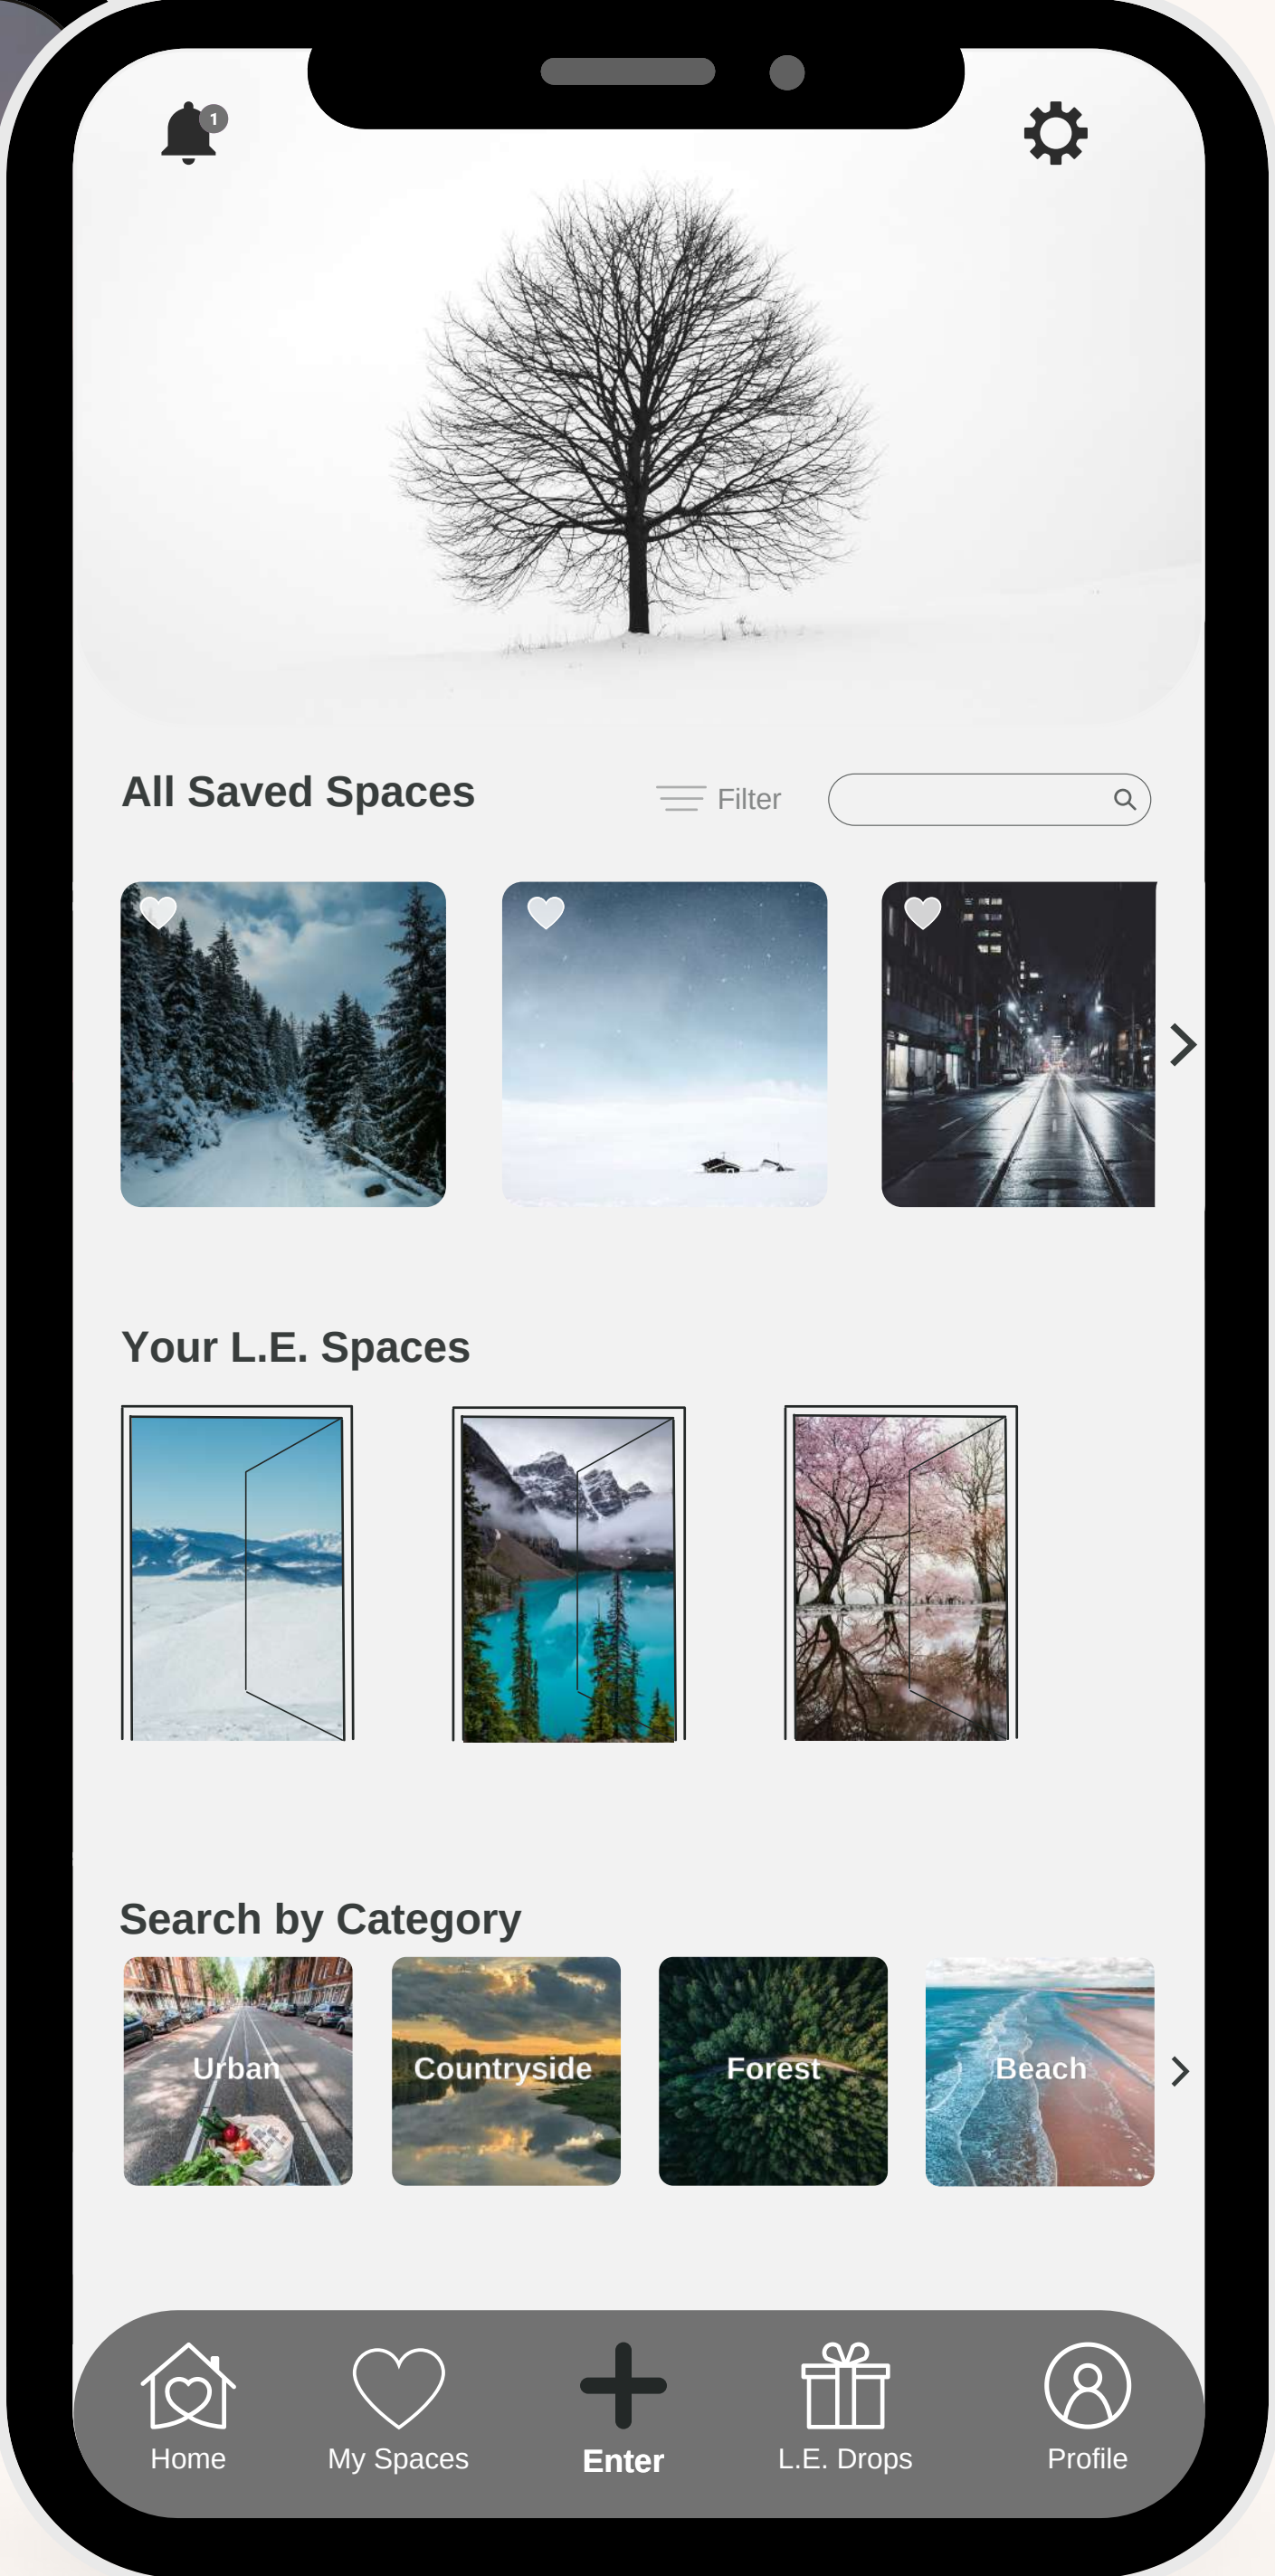 1
All Saved Spaces
Filter
Your L.E. Spaces
Search by Category
Urban
Countryside
Forest
Beach
Home
My Spaces
Enter
L.E. Drops
Profile